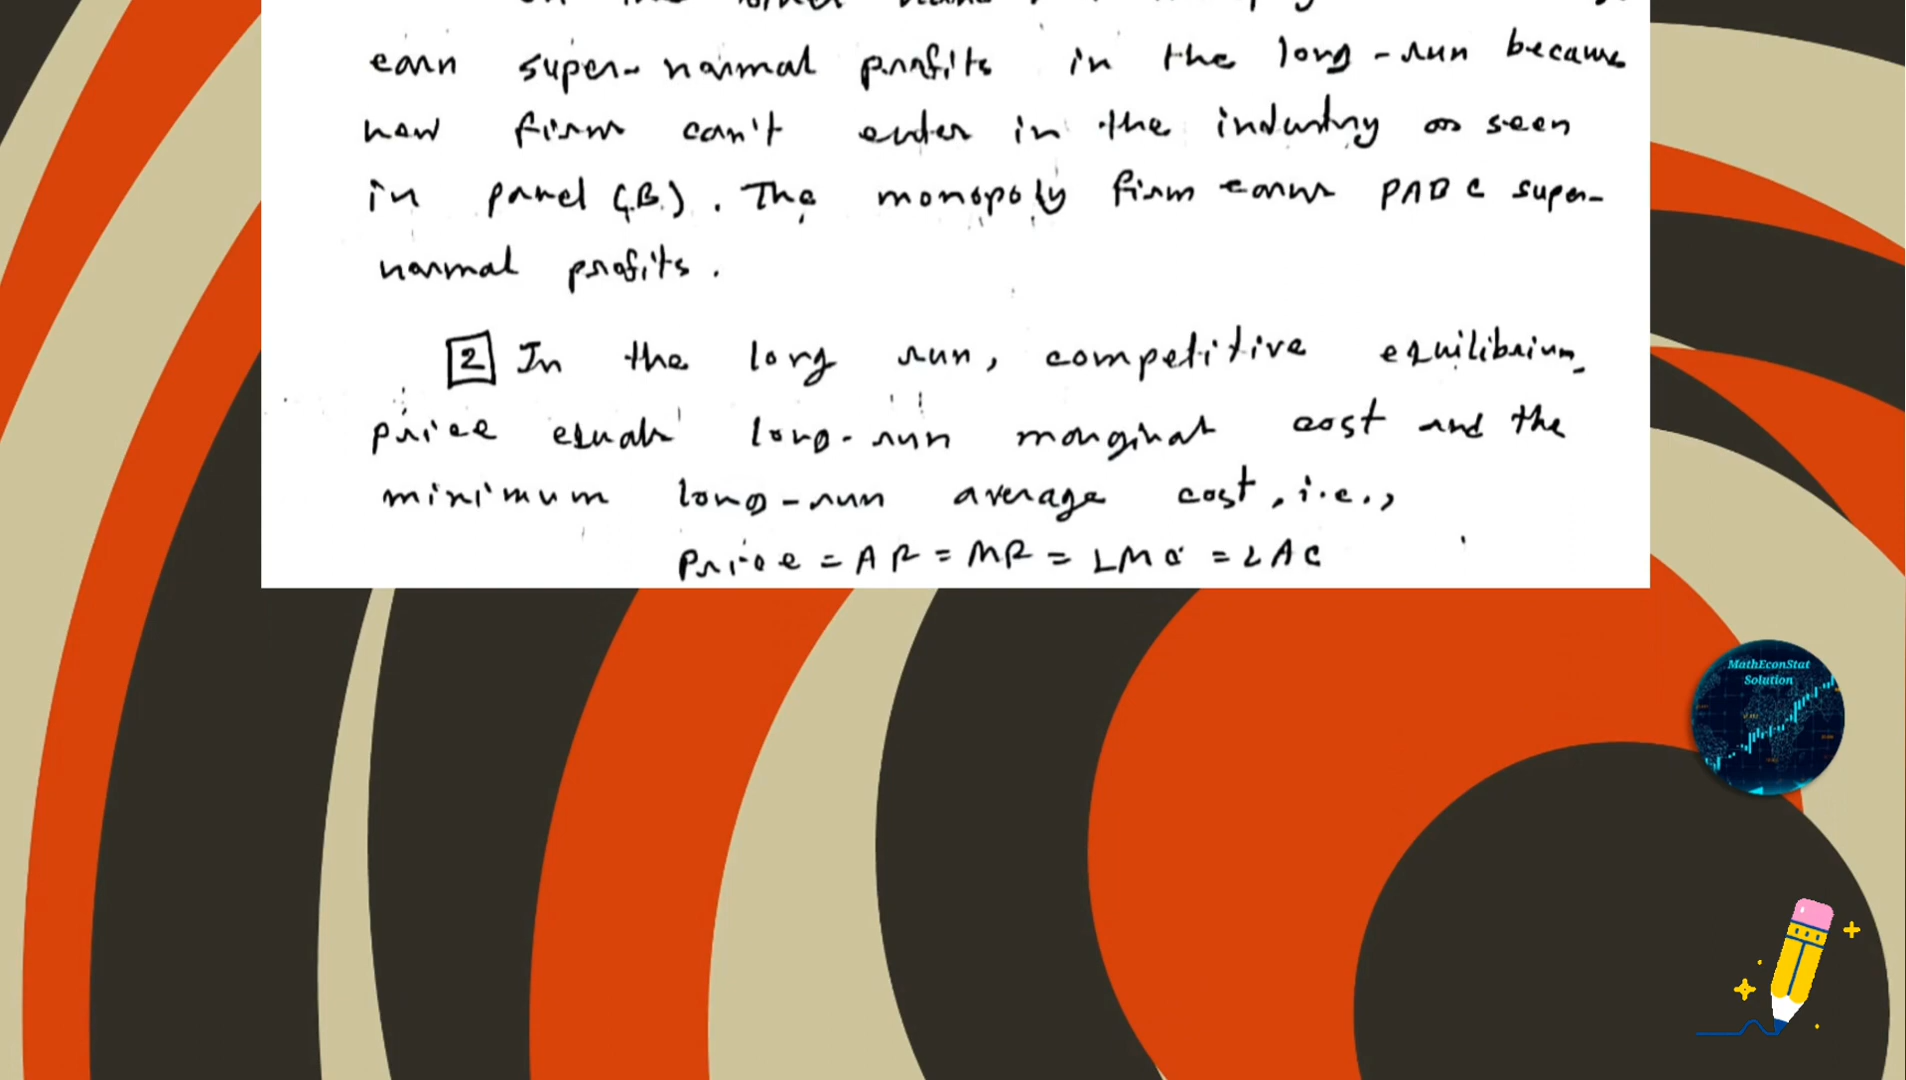 earn super-normal profits in the long-run because
new firm can't enter in the industry as seen
in panel (B). The monopoly firm earns PABC super-
normal profits.
2 In the long run, competitive equilibrium
price equals long-run marginal cost and the
minimum long-run average cost, i.e.,
Price = AR = MR = LMC = LAC
MathEconStat
Solution